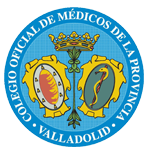 COLEGIO OFICIAL DE MÉDICOS DE LA PROVINCIA
· VALLADOLID ·